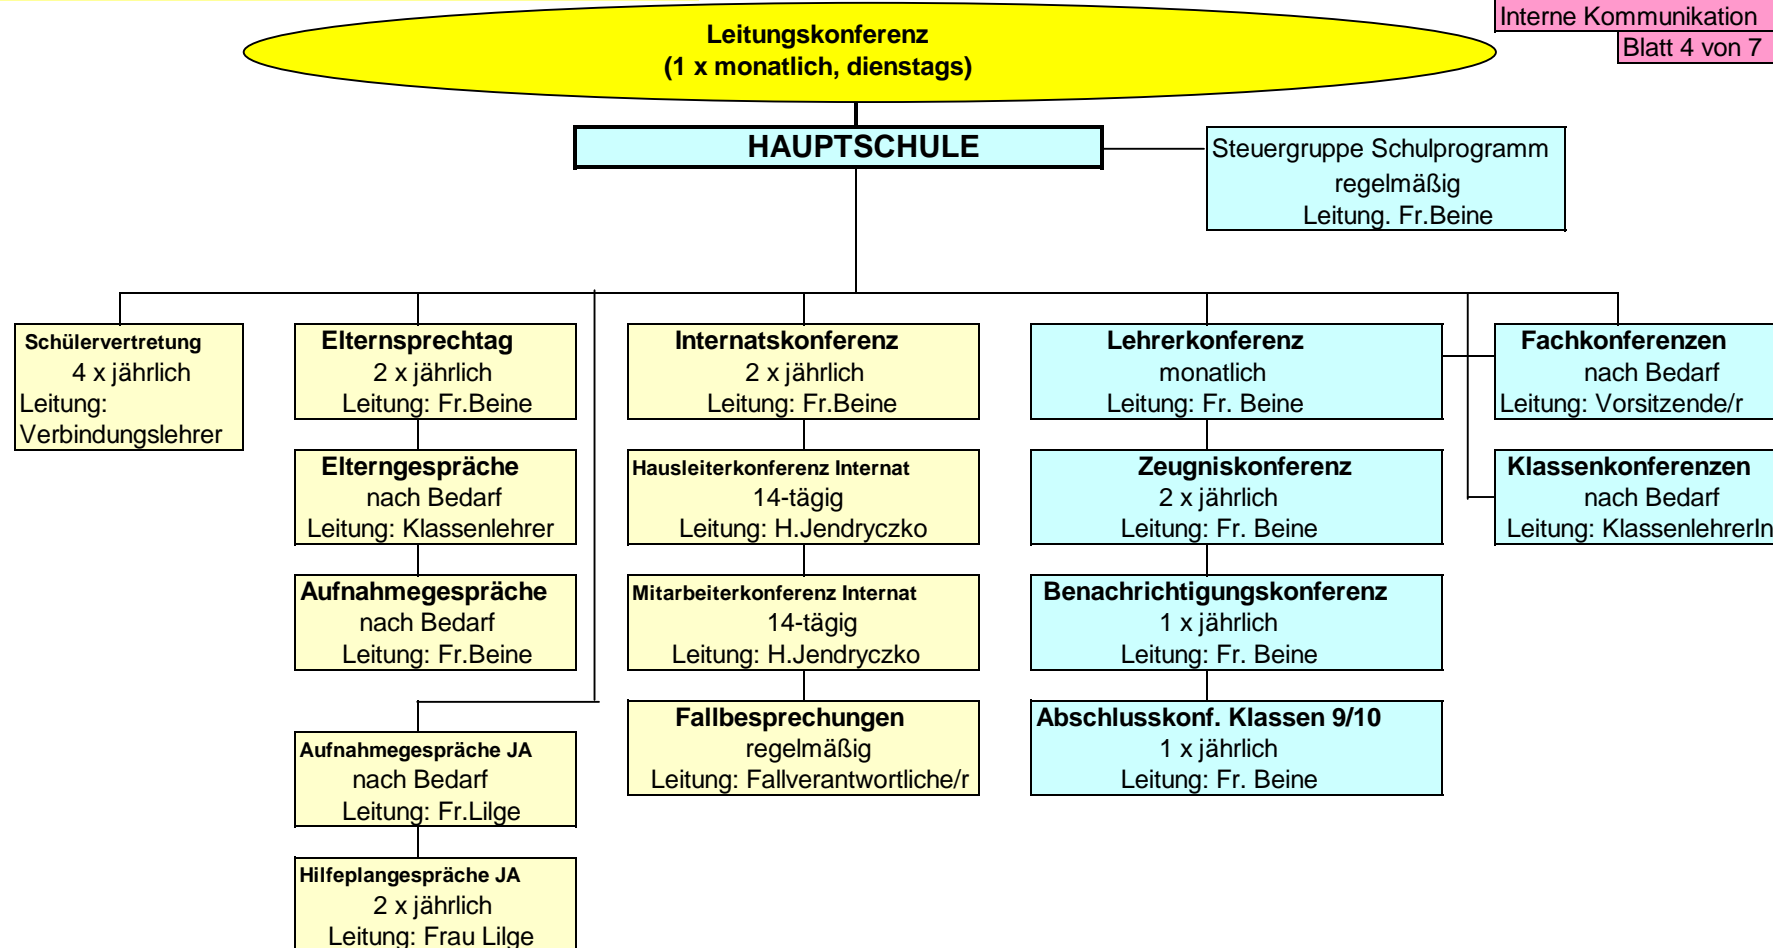 Interne Kommunikation
Blatt 4 von 7
Leitungskonferenz
(1 x monatlich, dienstags)
HAUPTSCHULE
Steuergruppe Schulprogramm
regelmäßig
Leitung. Fr.Beine
Schülervertretung
4 x jährlich
Leitung:
Verbindungslehrer
Elternsprechtag
2 x jährlich
Leitung: Fr.Beine
Elterngespräche
nach Bedarf
Leitung: Klassenlehrer
Aufnahmegespräche
nach Bedarf
Leitung: Fr.Beine
Aufnahmegespräche JA
nach Bedarf
Leitung: Fr.Lilge
Hilfeplangespräche JA
2 x jährlich
Leitung: Frau Lilge
Internatskonferenz
2 x jährlich
Leitung: Fr.Beine
Hausleiterkonferenz Internat
14-tägig
Leitung: H.Jendryczko
Mitarbeiterkonferenz Internat
14-tägig
Leitung: H.Jendryczko
Fallbesprechungen
regelmäßig
Leitung: Fallverantwortliche/r
Lehrerkonferenz
monatlich
Leitung: Fr. Beine
Zeugniskonferenz
2 x jährlich
Leitung: Fr. Beine
Benachrichtigungskonferenz
1 x jährlich
Leitung: Fr. Beine
Abschlusskonf. Klassen 9/10
1 x jährlich
Leitung: Fr. Beine
Fachkonferenzen
nach Bedarf
Leitung: Vorsitzende/r
Klassenkonferenzen
nach Bedarf
Leitung: KlassenlehrerIn